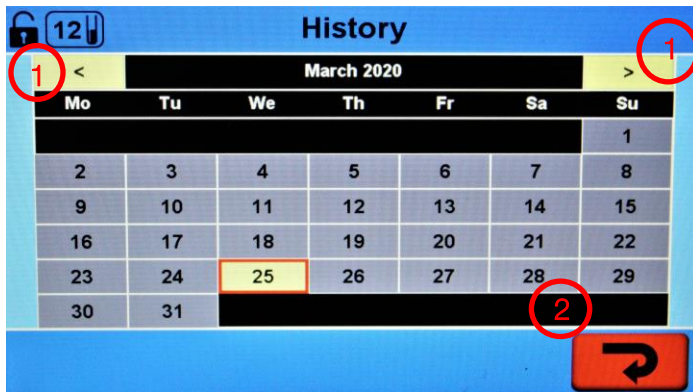 12 History
1 < March 2020 > 1
Mo Tu We Th Fr Sa Su
1
2 3 4 5 6 7 8
9 10 11 12 13 14 15
16 17 18 19 20 21 22
23 24 25 26 27 28 29
30 31 2